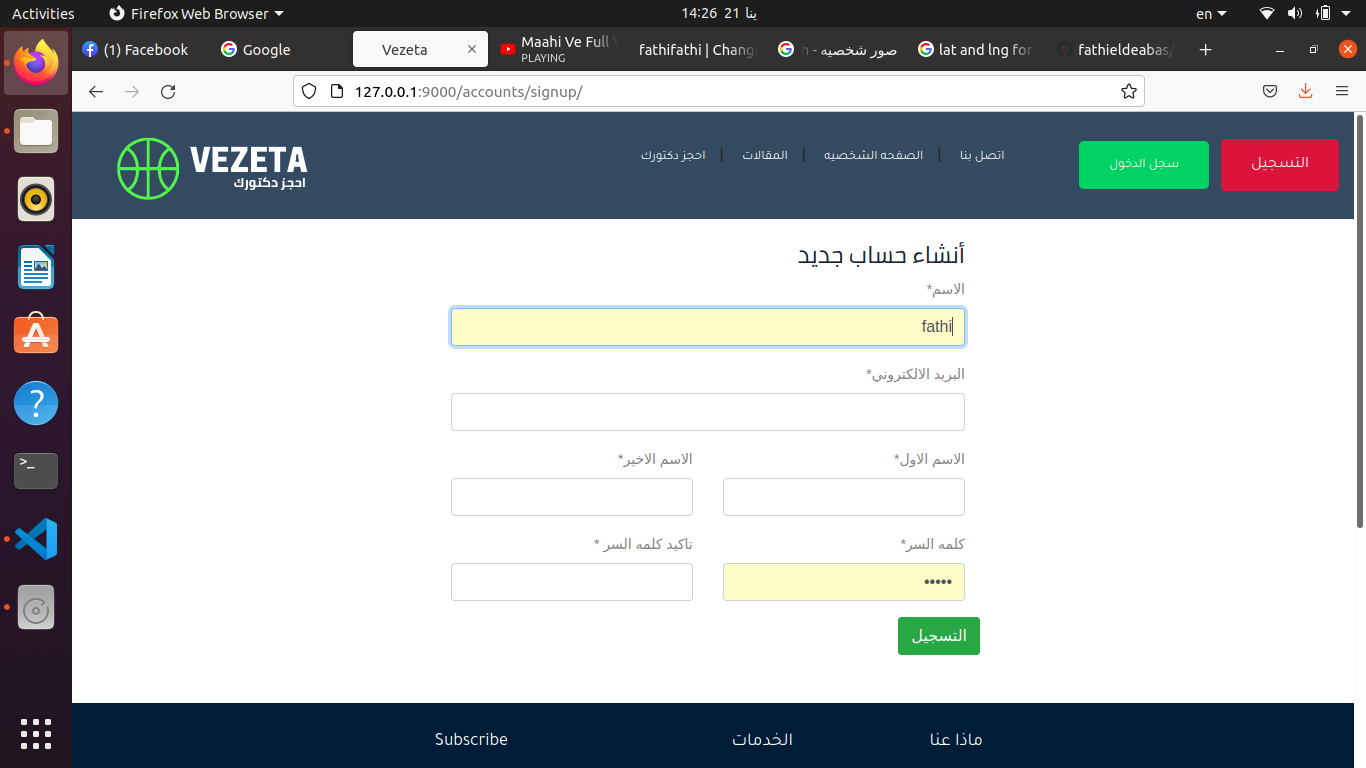 Activities
Firefox Web Browser
14:26 21 ينا
en
(1) Facebook
Google
Vezeta
Maahi Ve Full
PLAYING
fathifathi | Change
صور شخصيه - h
lat and lng for
fathieldeabas/
127.0.0.1:9000/accounts/signup/
VEZETA
احجز دكتورك
التسجيل
سجل الدخول
اتصل بنا
الصفحه الشخصيه
المقالات
احجز دكتورك
أنشاء حساب جديد
الاسم*
fathi
البريد الالكتروني*
الاسم الاول*
الاسم الاخير*
كلمه السر*
تاكيد كلمه السر *
•••••
التسجيل
ماذا عنا
الخدمات
Subscribe